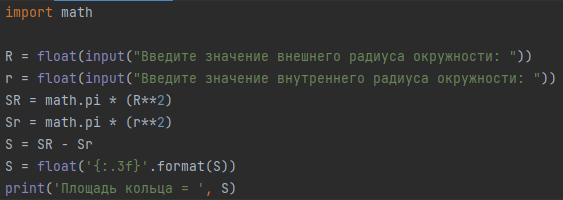 import math
R = float(input("Введите значение внешнего радиуса окружности: "))
r = float(input("Введите значение внутреннего радиуса окружности: "))
SR = math.pi * (R**2)
Sr = math.pi * (r**2)
S = SR - Sr
S = float('{:.3f}'.format(S))
print('Площадь кольца = ', S)